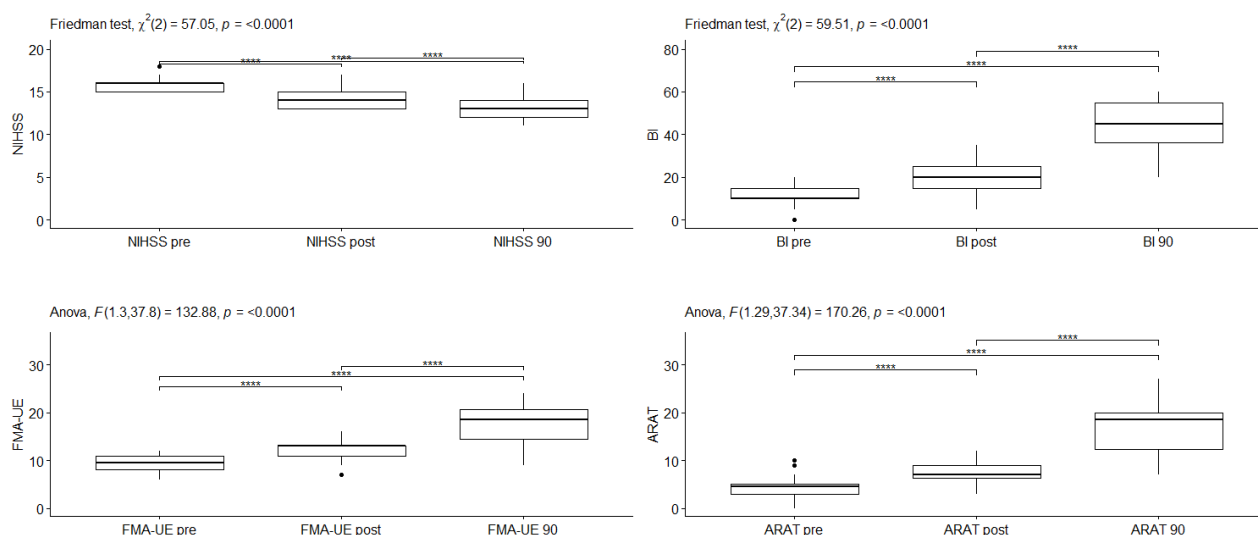 Friedman test, χ²(2) = 57.05, p = <0.0001
20
15
10
5
0
NIHSS
****
****
****
NIHSS pre
NIHSS post
NIHSS 90
Friedman test, χ²(2) = 59.51, p = <0.0001
80
60
40
20
0
BI
****
****
****
BI pre
BI post
BI 90
Anova, F(1.3,37.8) = 132.88, p = <0.0001
30
20
10
0
FMA-UE
****
****
****
FMA-UE pre
FMA-UE post
FMA-UE 90
Anova, F(1.29,37.34) = 170.26, p = <0.0001
30
20
10
0
ARAT
****
****
****
ARAT pre
ARAT post
ARAT 90